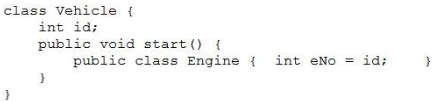 class Vehicle {
    int id;
    public void start() {
        public class Engine {  int eNo = id;    }
    }
}